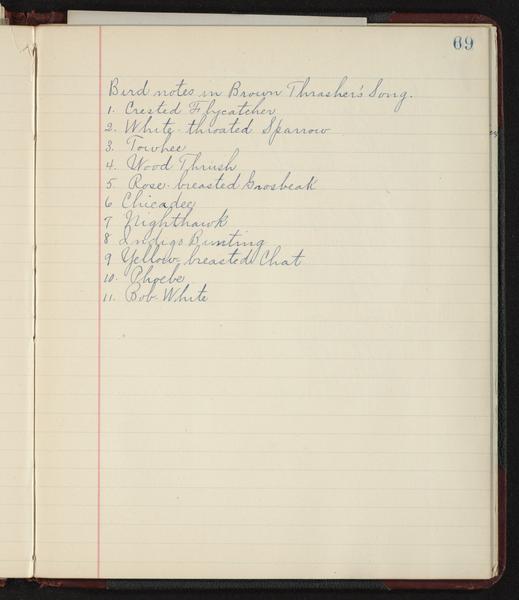 69
Bird notes in Brown Thrasher's Song.
1. Crested Flycatcher
2. White-throated Sparrow
3. Towhee
4. Wood Thrush
5 Rose-breasted Grosbeak
6 Chicadee
7 Nighthawk
8 Indigo Bunting
9 Yellow-breasted Chat
10. Phoebe
11. Bob-White